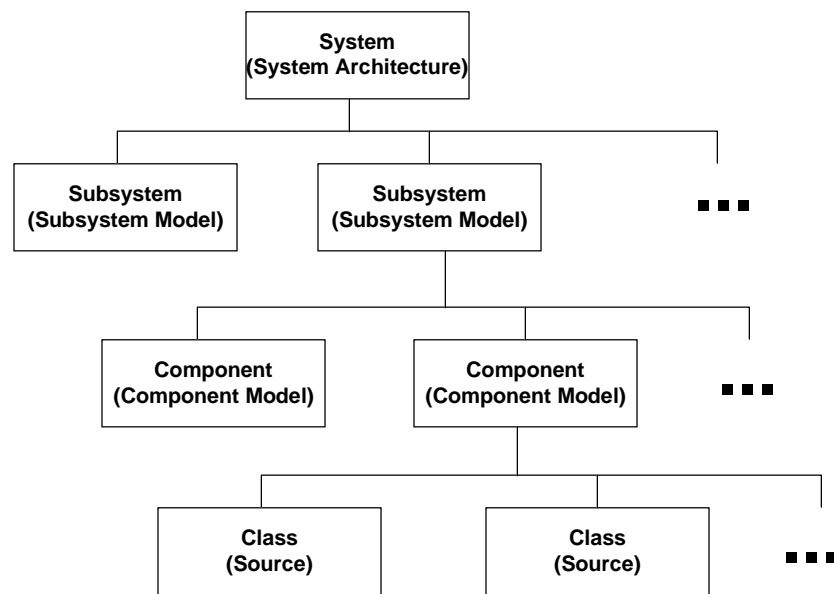 System
(System Architecture)
Subsystem
(Subsystem Model)
Subsystem
(Subsystem Model)
Component
(Component Model)
Component
(Component Model)
Class
(Source)
Class
(Source)